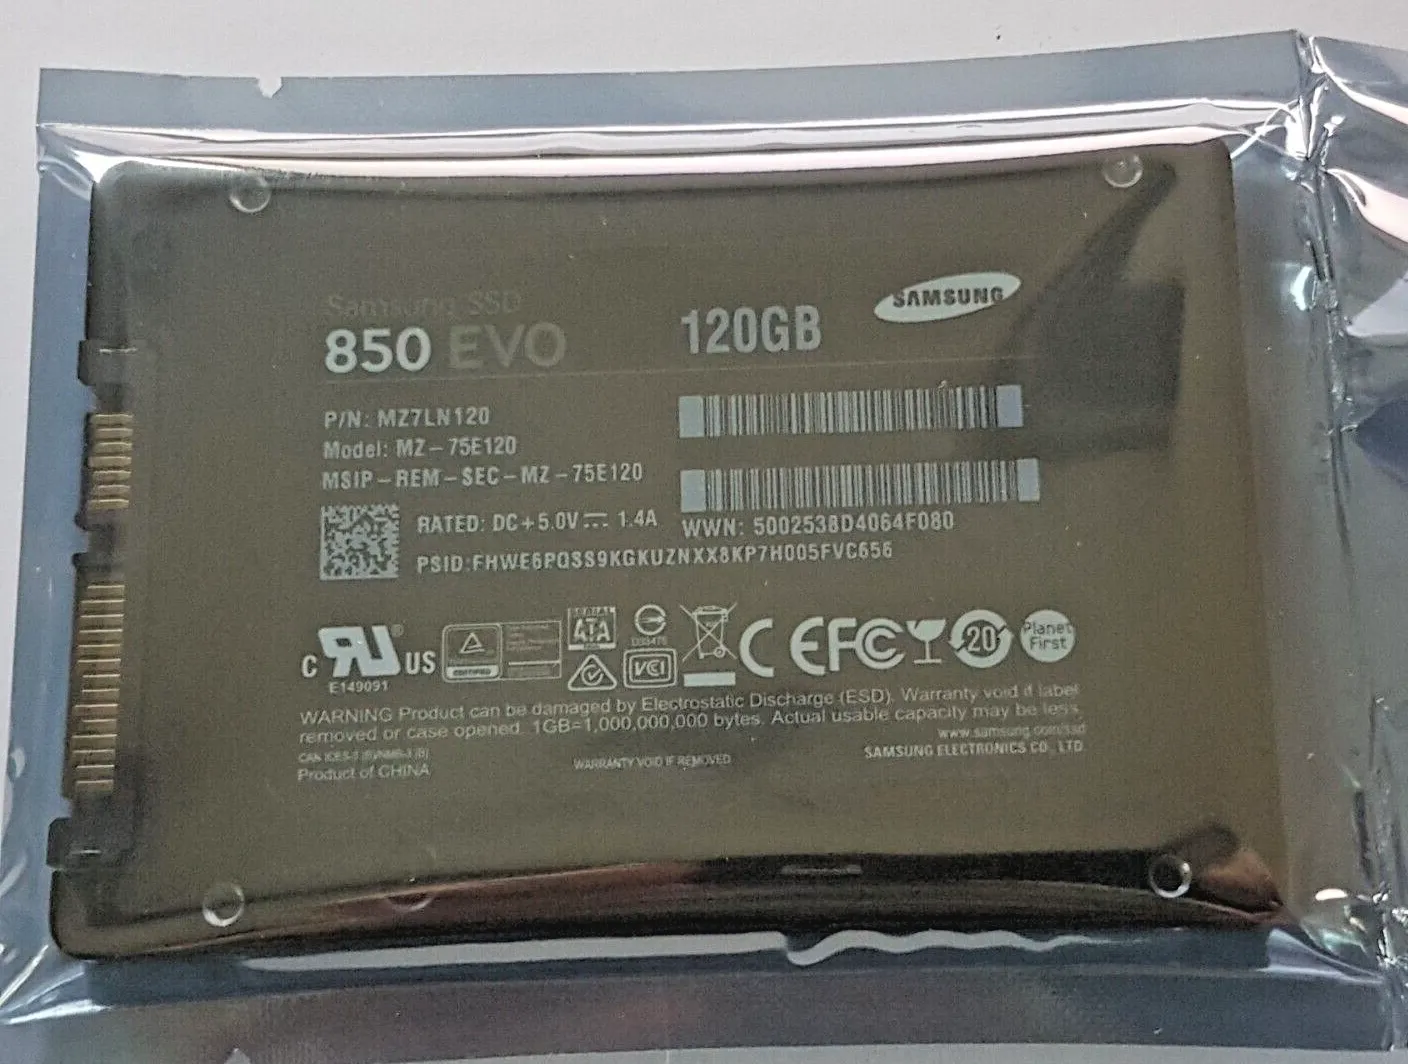 Samsung SSD
850 EVO
120GB
SAMSUNG
P/N: MZ7LN120
Model: MZ-75E120
MSIP-REM-SEC-MZ-75E120
RATED: DC+5.0V⎓ 1.4A
WWN: 5002538D4064F080
PSID:FHWE6PQSS9KGKUZNXX8KP7H005FVC656
C RU® US
E149091
CERTIFIED
SERIAL
ATA
D33475
VCI
CE FC 20
Planet
First
WARNING Product can be damaged by Electrostatic Discharge (ESD). Warranty void if label
removed or case opened. 1GB=1,000,000,000 bytes. Actual usable capacity may be less.
www.samsung.com/ssd
SAMSUNG ELECTRONICS CO., LTD.
Product of CHINA
WARRANTY VOID IF REMOVED